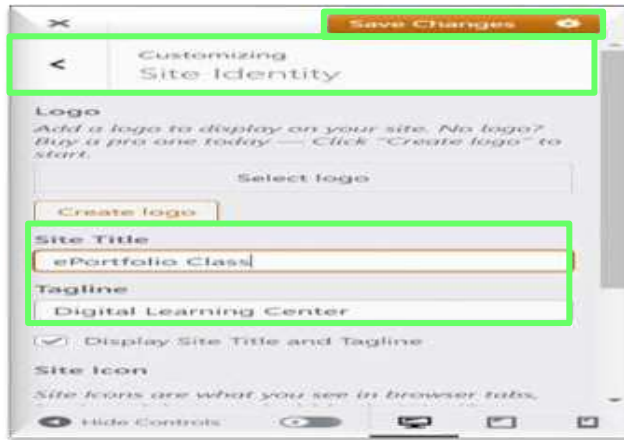 Save Changes
Customizing
Site Identity
Logo
Add a logo to display on your site. No logo?
Buy a pro one today — Click "Create logo" to
start.
Select logo
Create logo
Site Title
ePortfolio Class
Tagline
Digital Learning Center
Display Site Title and Tagline
Site Icon
Site Icons are what you see in browser tabs,
Hide Controls